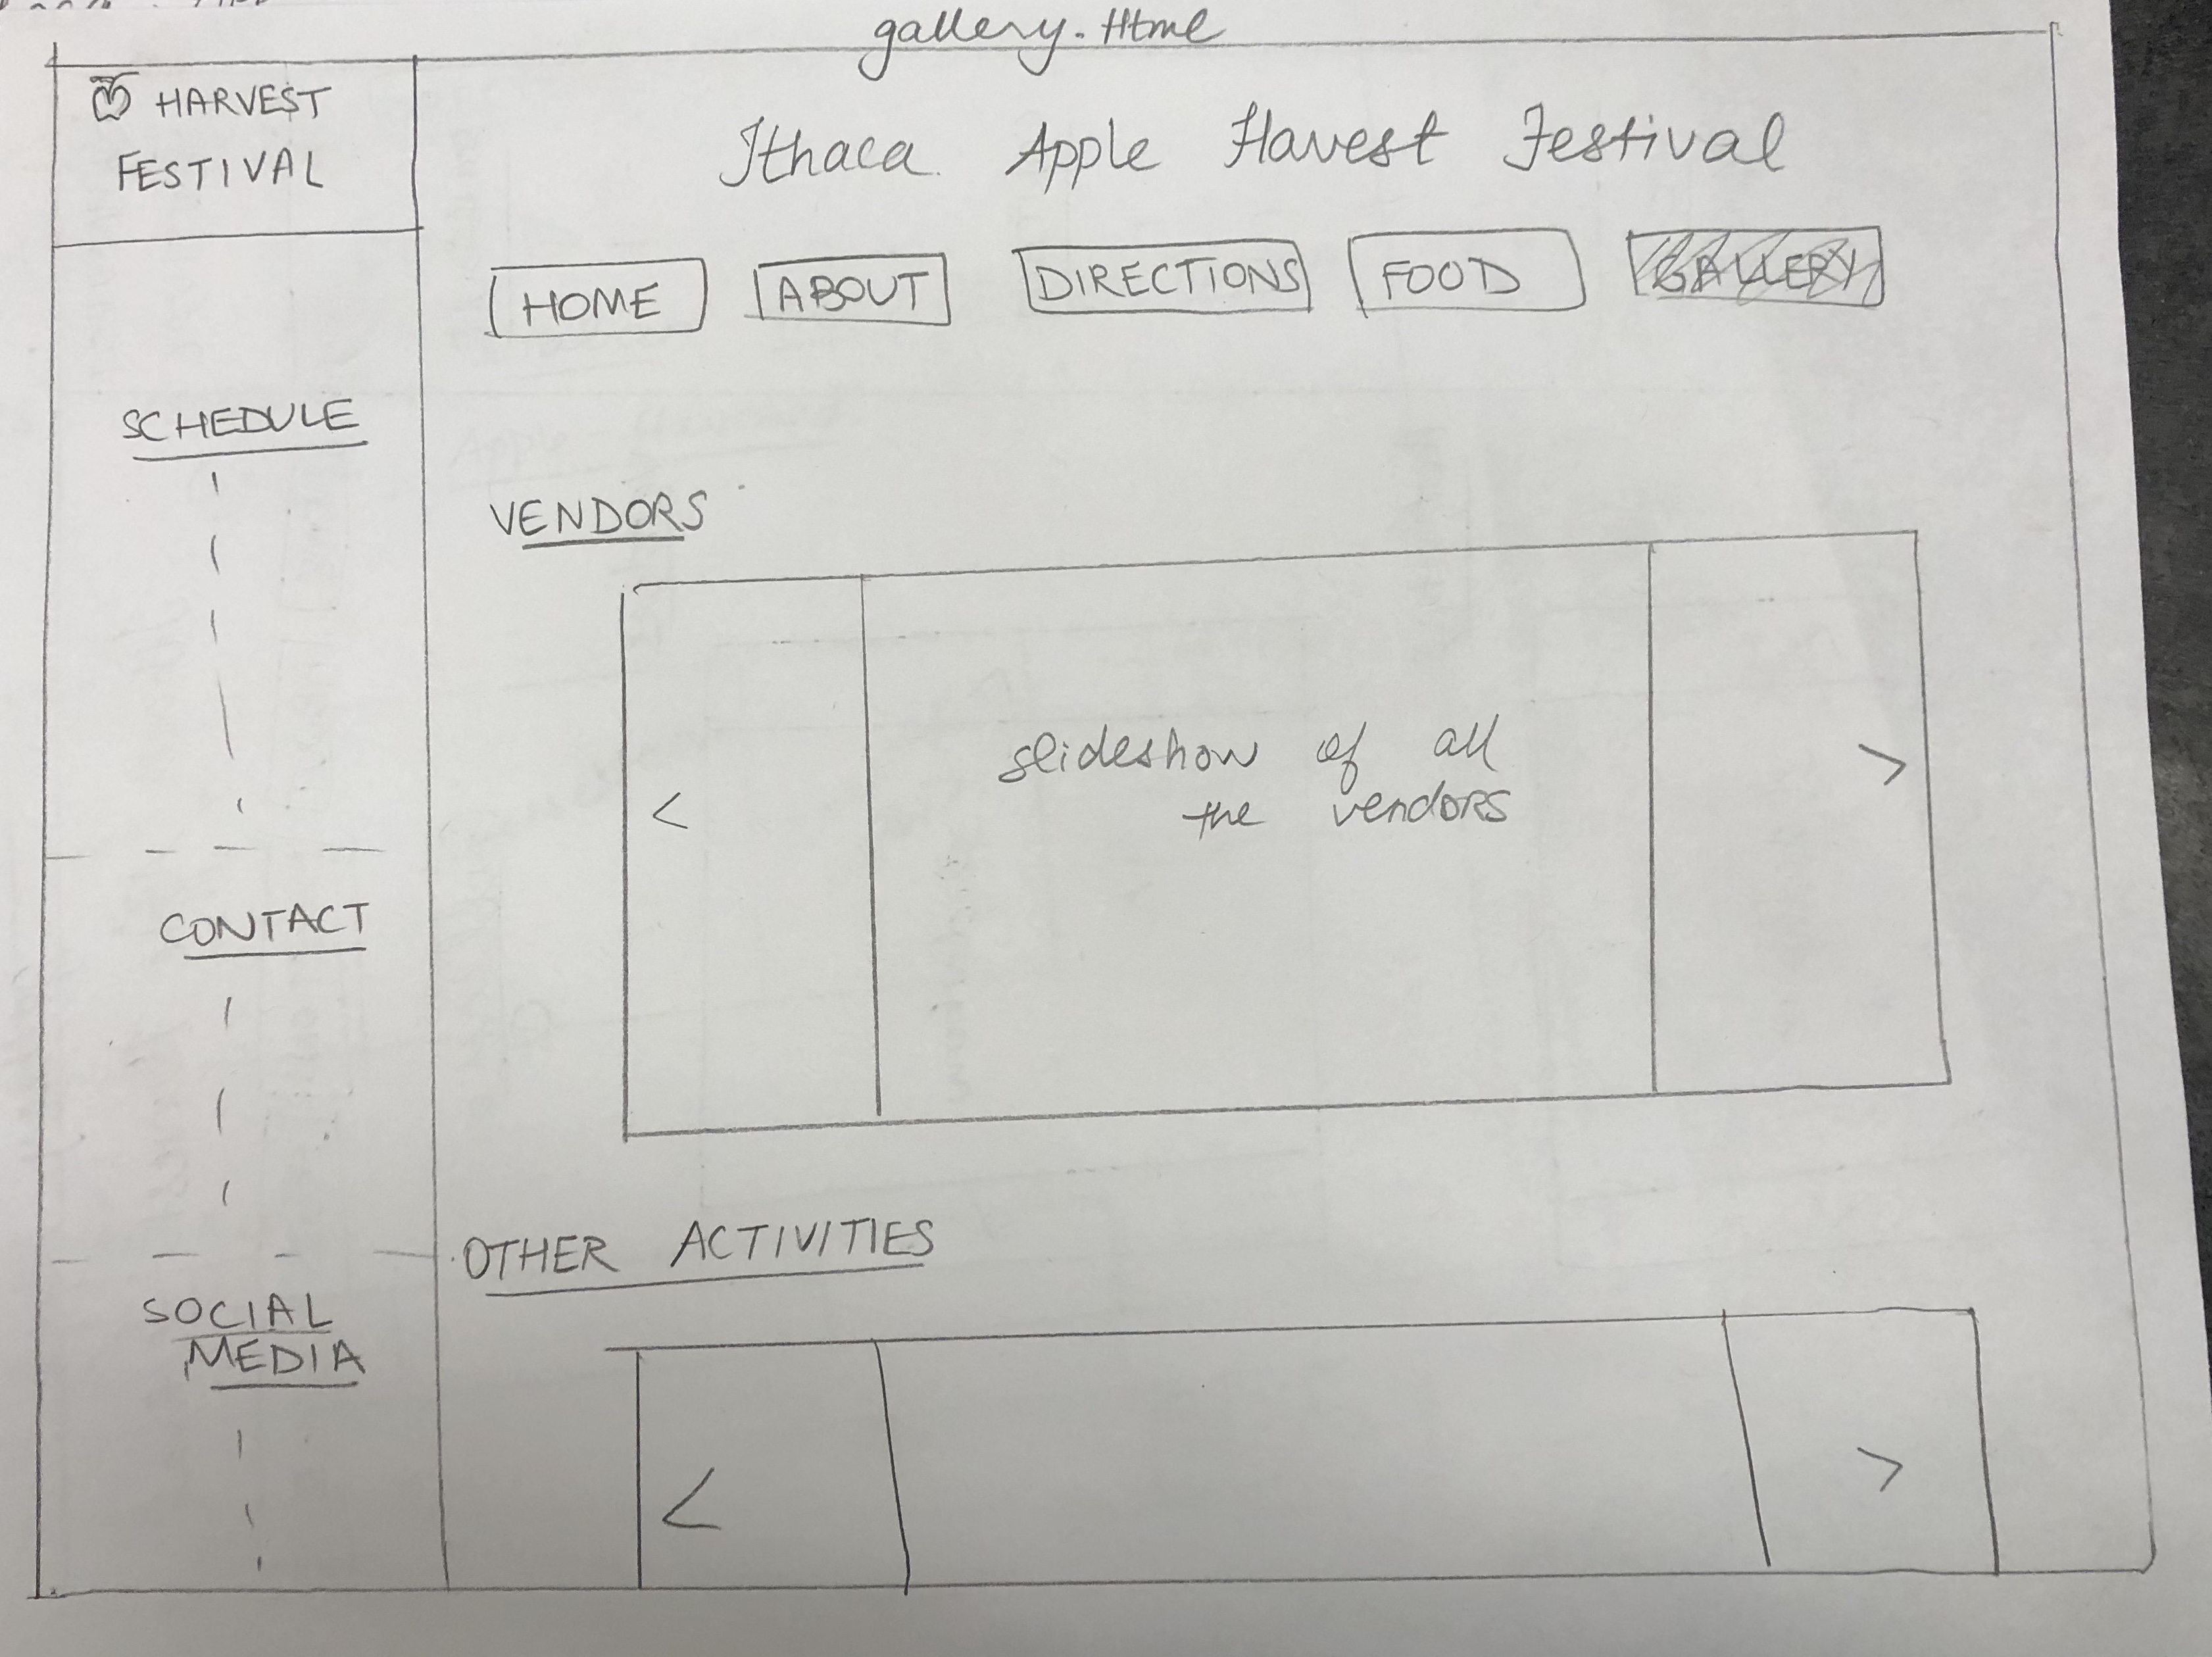 gallery.Html
HARVEST
FESTIVAL
Ithaca Apple Havest Festival
HOME ABOUT DIRECTIONS FOOD GALLERY
SCHEDULE
VENDORS
< slideshow of all >
the vendors
CONTACT
OTHER ACTIVITIES
SOCIAL
MEDIA
< >